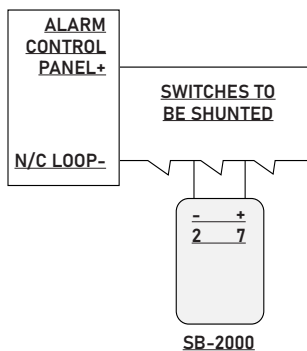 ALARM
CONTROL
PANEL+
SWITCHES TO
BE SHUNTED
N/C LOOP-
- +
2 7
SB-2000